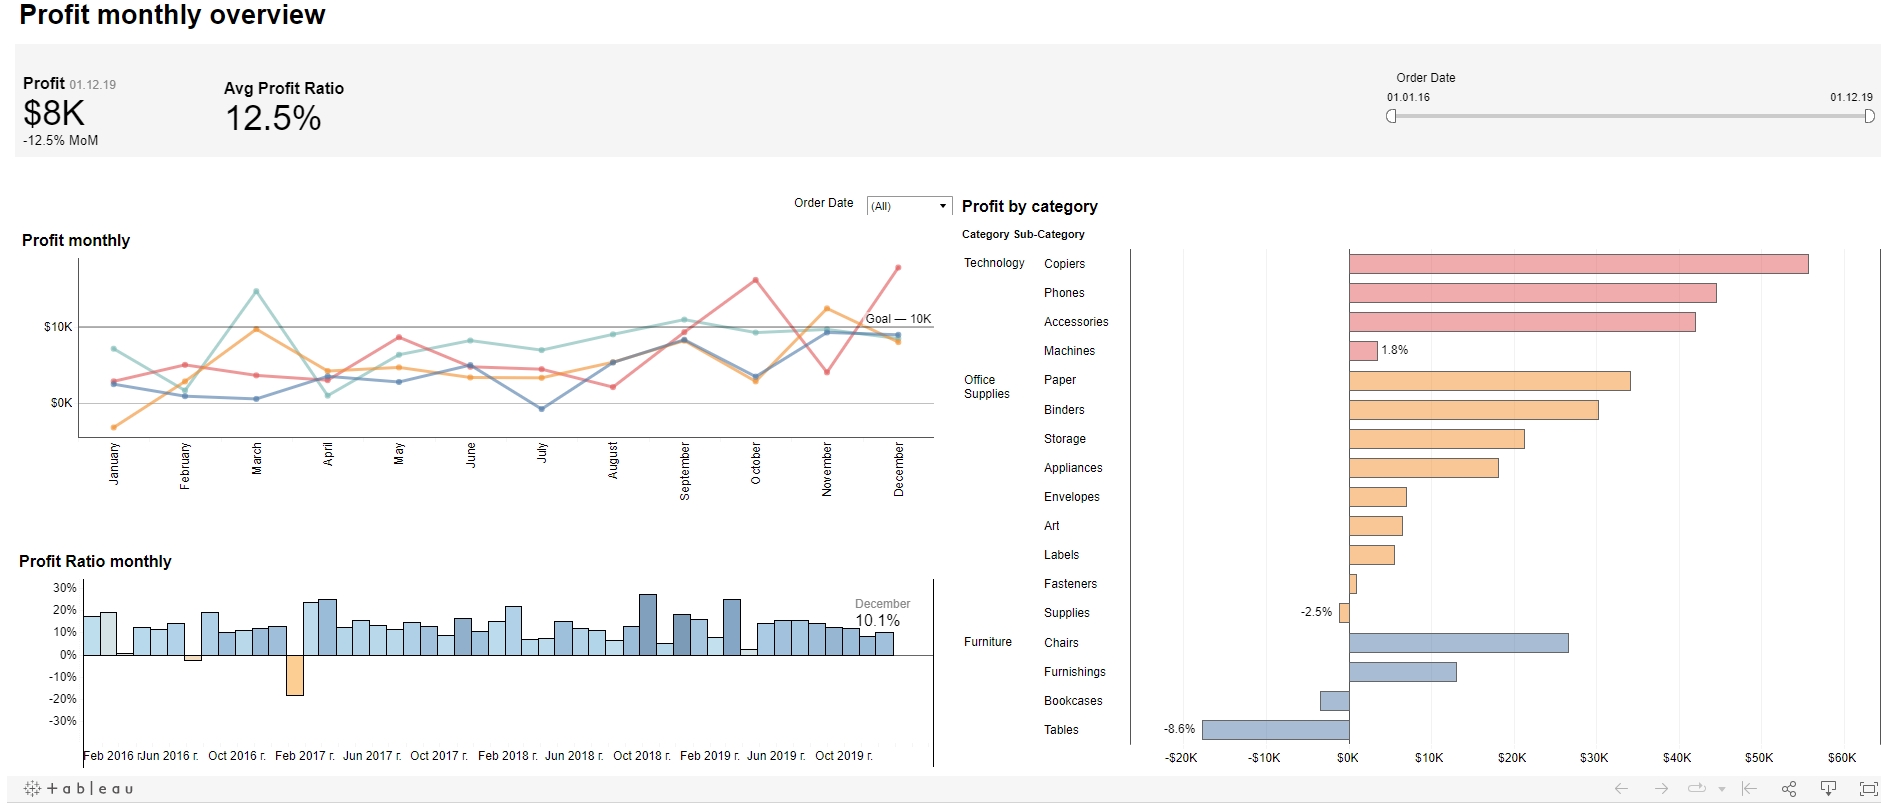 Profit monthly overview
Profit 01.12.19
$8K
-12.5% MoM
Avg Profit Ratio
12.5%
Order Date
01.01.16
01.12.19
Order Date (All)
Profit monthly
$10K
$0K
Goal — 10K
January
February
March
April
May
June
July
August
September
October
November
December
Profit Ratio monthly
30%
20%
10%
0%
-10%
-20%
-30%
December
10.1%
Feb 2016 г.
Jun 2016 г.
Oct 2016 г.
Feb 2017 г.
Jun 2017 г.
Oct 2017 г.
Feb 2018 г.
Jun 2018 г.
Oct 2018 г.
Feb 2019 г.
Jun 2019 г.
Oct 2019 г.
Profit by category
Category Sub-Category
Technology Copiers
Phones
Accessories
Machines 1.8%
Office Supplies Paper
Binders
Storage
Appliances
Envelopes
Art
Labels
Fasteners
Supplies -2.5%
Furniture Chairs
Furnishings
Bookcases
Tables -8.6%
-$20K -$10K $0K $10K $20K $30K $40K $50K $60K
+ableau